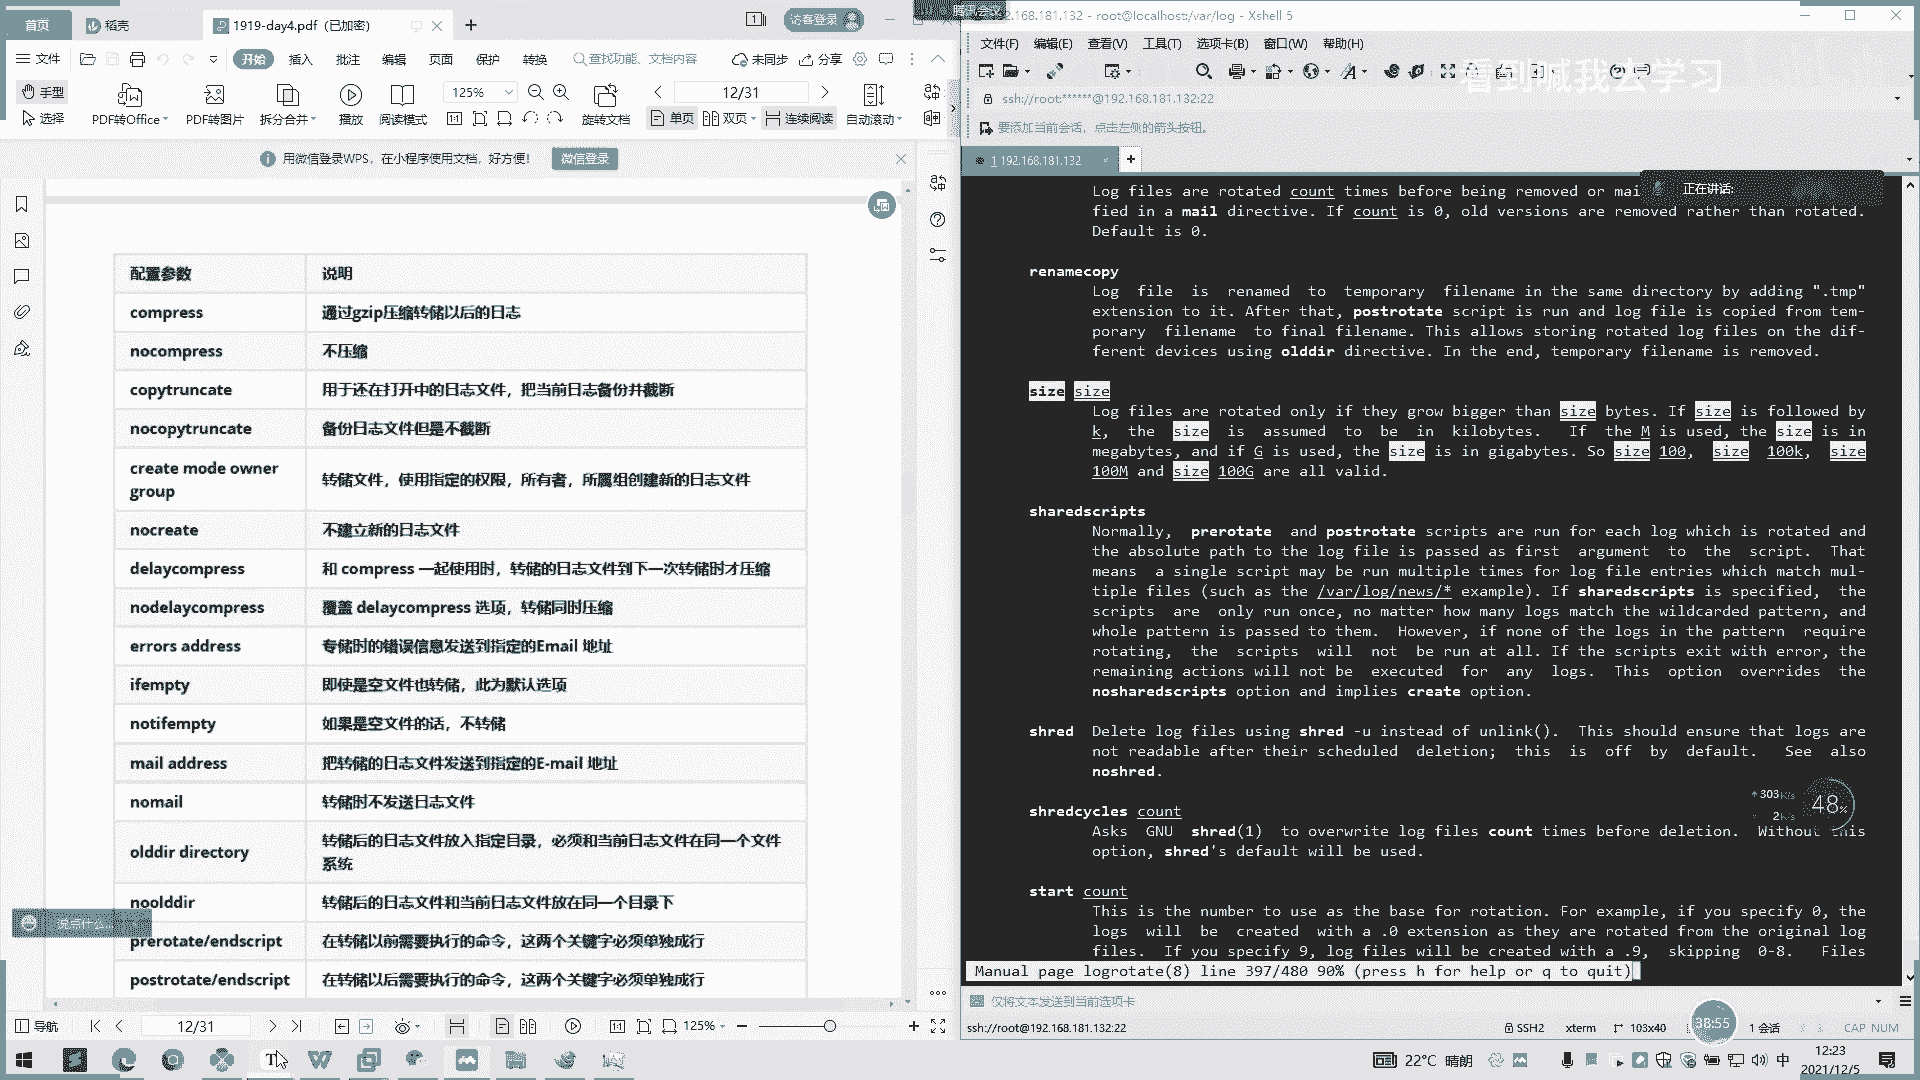 首页
稻壳
1919-day4.pdf (已加密)
访客登录
文件
开始
插入
批注
编辑
页面
保护
转换
查找功能、文档内容
未同步
分享
手型
选择
PDF转Office
PDF转图片
拆分合并
播放
阅读模式
125%
12/31
旋转文档
单页
双页
连续阅读
自动滚动
用微信登录WPS，在小程序使用文档，好方便!
微信登录
配置参数 说明
compress 通过gzip压缩转储以后的日志
nocompress 不压缩
copytruncate 用于还在打开中的日志文件，把当前日志备份并截断
nocopytruncate 备份日志文件但是不截断
create mode owner
group
转储文件，使用指定的权限，所有者，所属组创建新的日志文件
nocreate 不建立新的日志文件
delaycompress 和 compress 一起使用时，转储的日志文件到下一次转储时才压缩
nodelaycompress 覆盖 delaycompress 选项，转储同时压缩
errors address 专储时的错误信息发送到指定的Email 地址
ifempty 即使是空文件也转储，此为默认选项
notifempty 如果是空文件的话，不转储
mail address 把转储的日志文件发送到指定的E-mail 地址
nomail 转储时不发送日志文件
olddir directory 转储后的日志文件放入指定目录，必须和当前日志文件在同一个文件
系统
noolddir 转储后的日志文件和当前日志文件放在同一个目录下
prerotate/endscript 在转储以前需要执行的命令，这两个关键字必须单独成行
postrotate/endscript 在转储以后需要执行的命令，这两个关键字必须单独成行
说点什么...
导航
12/31
125%
腾讯会议
.168.181.132 - root@localhost:/var/log - Xshell 5
文件(F) 编辑(E) 查看(V) 工具(T) 选项卡(B) 窗口(W) 帮助(H)
看到喊我去学习
ssh://root:******@192.168.181.132:22
要添加当前会话，点击左侧的箭头按钮。
1 192.168.181.132
正在讲话:
Log files are rotated count times before being removed or mai
fied in a mail directive. If count is 0, old versions are removed rather than rotated.
Default is 0.
renamecopy
Log file is renamed to temporary filename in the same directory by adding ".tmp"
extension to it. After that, postrotate script is run and log file is copied from tem-
porary filename to final filename. This allows storing rotated log files on the dif-
ferent devices using olddir directive. In the end, temporary filename is removed.
size size
Log files are rotated only if they grow bigger than size bytes. If size is followed by
k, the size is assumed to be in kilobytes. If the M is used, the size is in
megabytes, and if G is used, the size is in gigabytes. So size 100, size 100k, size
100M and size 100G are all valid.
sharedscripts
Normally, prerotate and postrotate scripts are run for each log which is rotated and
the absolute path to the log file is passed as first argument to the script. That
means a single script may be run multiple times for log file entries which match mul-
tiple files (such as the /var/log/news/* example). If sharedscripts is specified, the
scripts are only run once, no matter how many logs match the wildcarded pattern, and
whole pattern is passed to them. However, if none of the logs in the pattern require
rotating, the scripts will not be run at all. If the scripts exit with error, the
remaining actions will not be executed for any logs. This option overrides the
nosharedscripts option and implies create option.
shred Delete log files using shred -u instead of unlink(). This should ensure that logs are
not readable after their scheduled deletion; this is off by default. See also
noshred.
shredcycles count
Asks GNU shred(1) to overwrite log files count times before deletion. Without this
option, shred's default will be used.
start count
This is the number to use as the base for rotation. For example, if you specify 0, the
logs will be created with a .0 extension as they are rotated from the original log
files. If you specify 9, log files will be created with a .9, skipping 0-8. Files
Manual page logrotate(8) line 397/480 90% (press h for help or q to quit)
303K/s
2K/s
48%
仅将文本发送到当前选项卡
ssh://root@192.168.181.132:22
SSH2
xterm
103x40
38:55
1 会话
CAP NUM
22°C 晴朗
中
12:23
2021/12/5